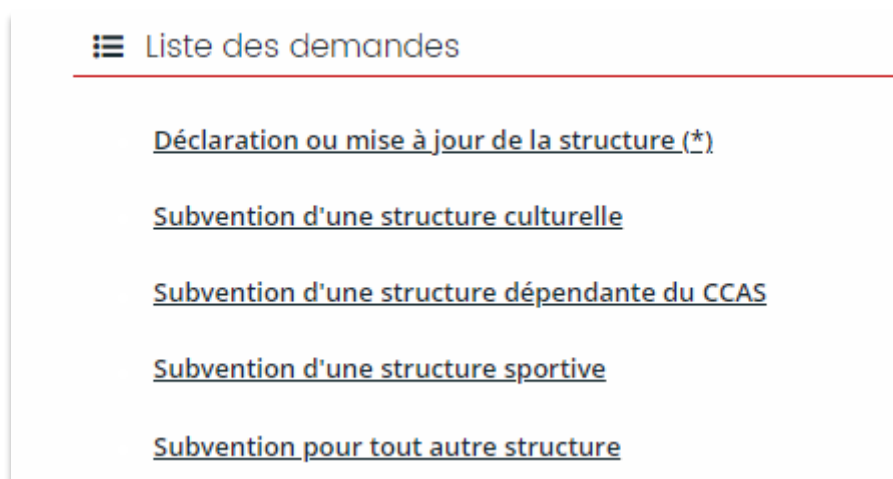 Liste des demandes
Déclaration ou mise à jour de la structure (*)
Subvention d'une structure culturelle
Subvention d'une structure dépendante du CCAS
Subvention d'une structure sportive
Subvention pour tout autre structure